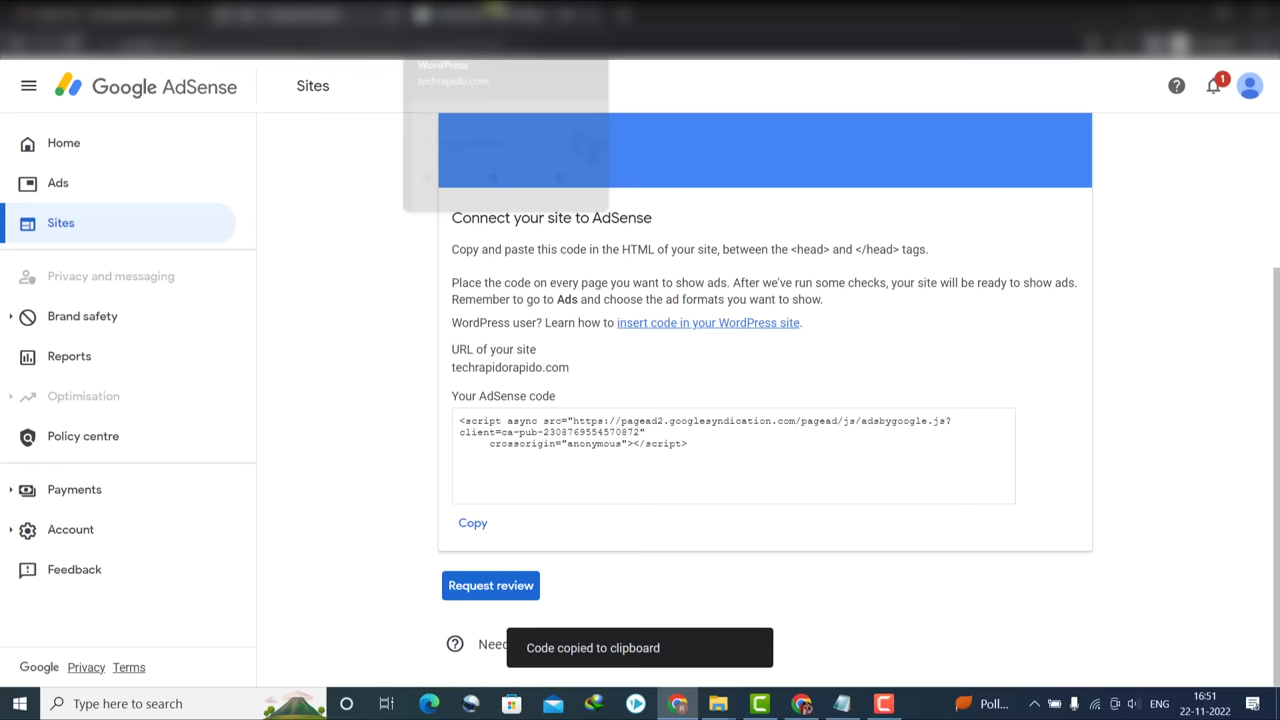 WordPress
techrapido.com
Google AdSense
Sites
1
Home
Ads
Sites
Privacy and messaging
Brand safety
Reports
Optimisation
Policy centre
Payments
Account
Feedback
Google Privacy Terms
Connect your site to AdSense
Copy and paste this code in the HTML of your site, between the <head> and </head> tags.
Place the code on every page you want to show ads. After we've run some checks, your site will be ready to show ads.
Remember to go to Ads and choose the ad formats you want to show.
WordPress user? Learn how to insert code in your WordPress site.
URL of your site
techrapidorapido.com
Your AdSense code
<script async src="https://pagead2.googlesyndication.com/pagead/js/adsbygoogle.js?
client=ca-pub-2308769554570872"
crossorigin="anonymous"></script>
Copy
Request review
Need
Code copied to clipboard
Type here to search
Poll...
ENG
16:51
22-11-2022